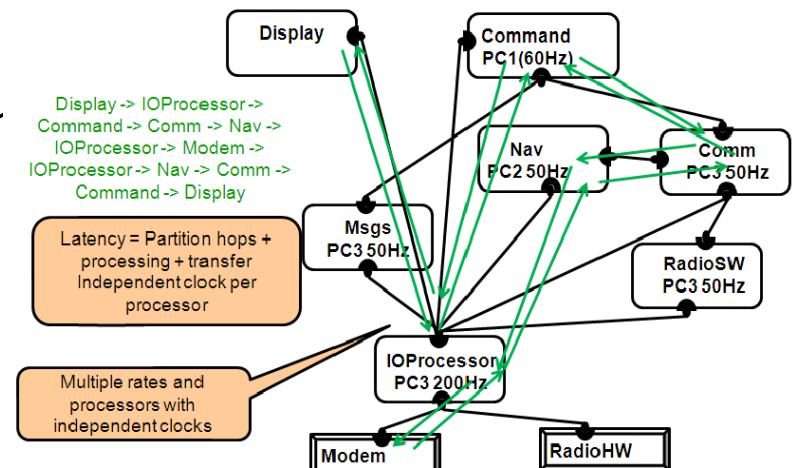 Display
Command
PC1(60Hz)
Display -> IOProcessor ->
Command -> Comm -> Nav ->
IOProcessor -> Modem ->
IOProcessor -> Nav -> Comm ->
Command -> Display
Nav
PC2 50Hz
Comm
PC3 50Hz
Msgs
PC3 50Hz
Latency = Partition hops +
processing + transfer
Independent clock per
processor
RadioSW
PC3 50Hz
IOProcessor
PC3 200Hz
Multiple rates and
processors with
independent clocks
Modem
RadioHW